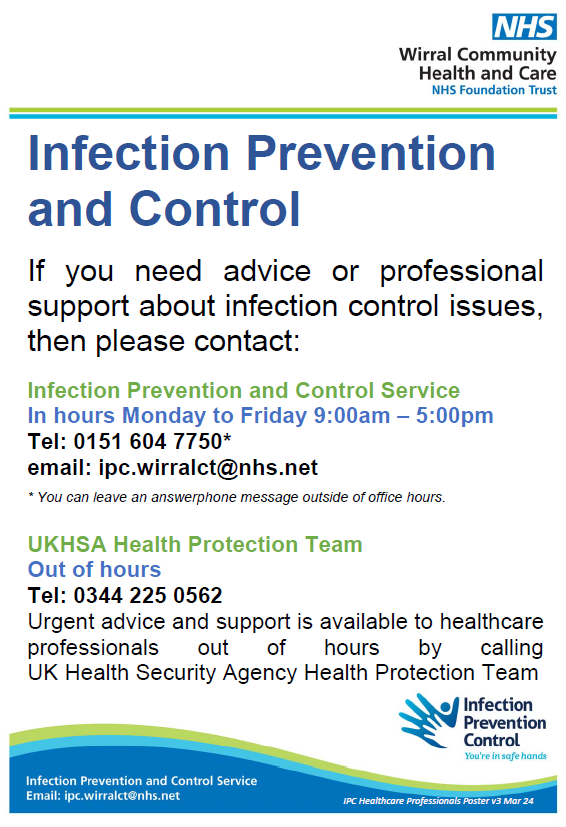 NHS
Wirral Community
Health and Care
NHS Foundation Trust
Infection Prevention
and Control
If you need advice or professional
support about infection control issues,
then please contact:
Infection Prevention and Control Service
In hours Monday to Friday 9:00am – 5:00pm
Tel: 0151 604 7750*
email: ipc.wirralct@nhs.net
* You can leave an answerphone message outside of office hours.
UKHSA Health Protection Team
Out of hours
Tel: 0344 225 0562
Urgent advice and support is available to healthcare
professionals out of hours by calling
UK Health Security Agency Health Protection Team
Infection
Prevention
Control
You're in safe hands
Infection Prevention and Control Service
Email: ipc.wirralct@nhs.net
IPC Healthcare Professionals Poster v3 Mar 24